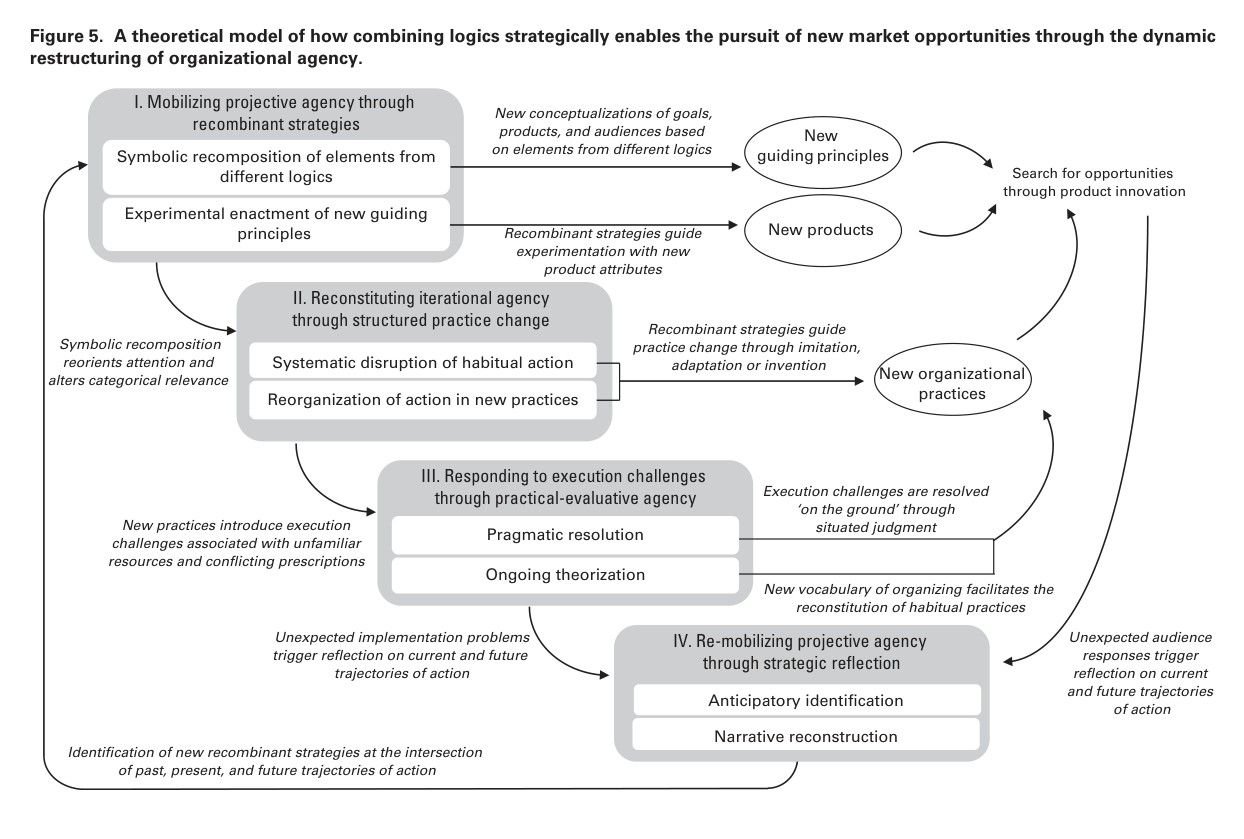 Figure 5. A theoretical model of how combining logics strategically enables the pursuit of new market opportunities through the dynamic
restructuring of organizational agency.
I. Mobilizing projective agency through
recombinant strategies
Symbolic recomposition of elements from
different logics
Experimental enactment of new guiding
principles
New conceptualizations of goals,
products, and audiences based
on elements from different logics
Recombinant strategies guide
experimentation with new
product attributes
New
guiding principles
New products
Search for opportunities
through product innovation
Symbolic recomposition
reorients attention and
alters categorical relevance
II. Reconstituting iterational agency
through structured practice change
Systematic disruption of habitual action
Reorganization of action in new practices
Recombinant strategies guide
practice change through imitation,
adaptation or invention
New organizational
practices
New practices introduce execution
challenges associated with unfamiliar
resources and conflicting prescriptions
III. Responding to execution challenges
through practical-evaluative agency
Pragmatic resolution
Ongoing theorization
Execution challenges are resolved
‘on the ground’ through
situated judgment
New vocabulary of organizing facilitates the
reconstitution of habitual practices
Unexpected implementation problems
trigger reflection on current and future
trajectories of action
IV. Re-mobilizing projective agency
through strategic reflection
Anticipatory identification
Narrative reconstruction
Unexpected audience
responses trigger
reflection on current
and future trajectories
of action
Identification of new recombinant strategies at the intersection
of past, present, and future trajectories of action